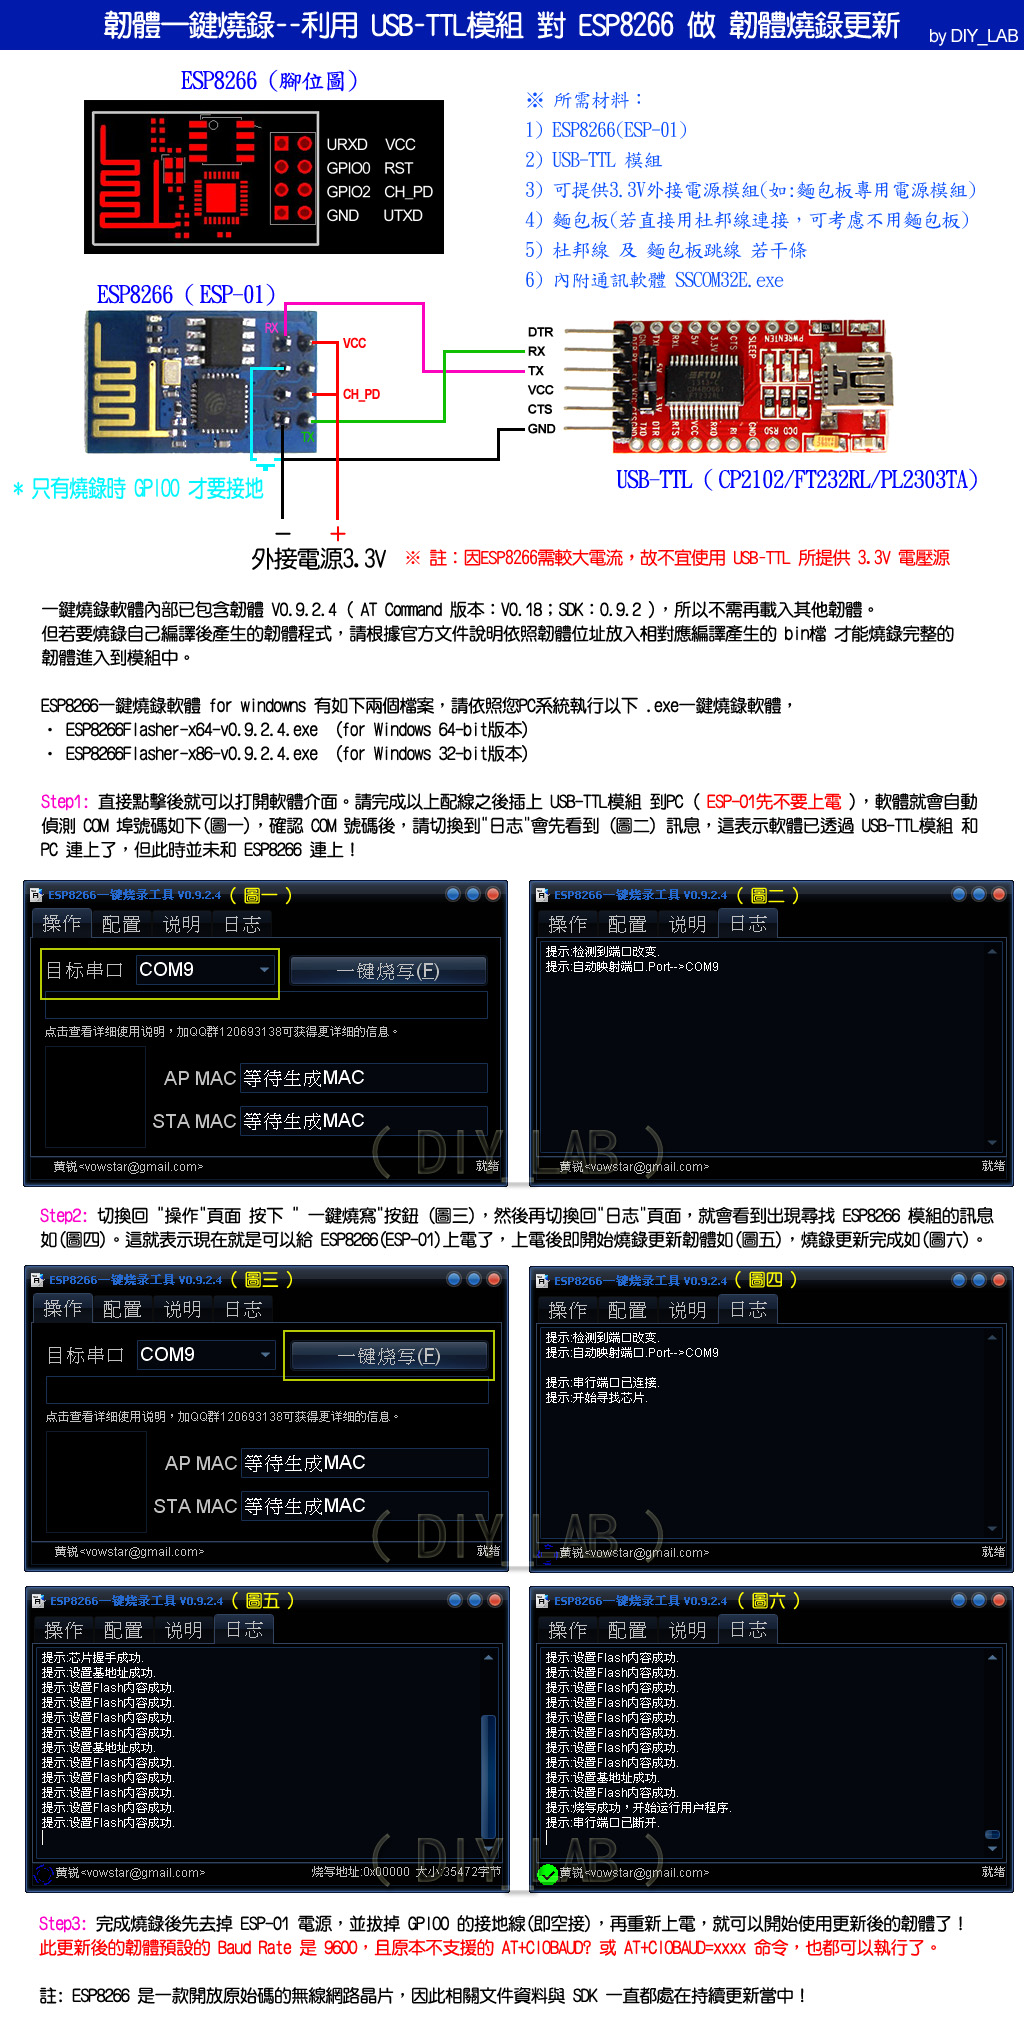 韌體一鍵燒錄--利用 USB-TTL模組 對 ESP8266 做 韌體燒錄更新
by DIY_LAB
ESP8266 (腳位圖)
URXD VCC
GPIO0 RST
GPIO2 CH_PD
GND UTXD
※ 所需材料：
1) ESP8266(ESP-01)
2) USB-TTL 模組
3) 可提供3.3V外接電源模組(如:麵包板專用電源模組)
4) 麵包板(若直接用杜邦線連接，可考慮不用麵包板)
5) 杜邦線 及 麵包板跳線 若干條
6) 內附通訊軟體 SSCOM32E.exe
ESP8266 ( ESP-01)
RX
VCC
CH_PD
TX
DTR
RX
TX
VCC
CTS
GND
FTDI
SLEEP
PWREN
USB-TTL ( CP2102/FT232RL/PL2303TA)
* 只有燒錄時 GPIO0 才要接地
− +
外接電源3.3V
※ 註：因ESP8266需較大電流，故不宜使用 USB-TTL 所提供 3.3V 電壓源
一鍵燒錄軟體內部已包含韌體 V0.9.2.4 ( AT Command 版本：V0.18；SDK：0.9.2 )，所以不需再載入其他韌體。
但若要燒錄自己編譯後產生的韌體程式，請根據官方文件說明依照韌體位址放入相對應編譯產生的 bin檔 才能燒錄完整的
韌體進入到模組中。
ESP8266一鍵燒錄軟體 for windowns 有如下兩個檔案，請依照您PC系統執行以下 .exe一鍵燒錄軟體，
· ESP8266Flasher-x64-v0.9.2.4.exe (for Windows 64-bit版本)
· ESP8266Flasher-x86-v0.9.2.4.exe (for Windows 32-bit版本)
Step1: 直接點擊後就可以打開軟體介面。請完成以上配線之後插上 USB-TTL模組 到PC ( ESP-01先不要上電 )，軟體就會自動
偵測 COM 埠號碼如下(圖一)，確認 COM 號碼後，請切換到"日志"會先看到 (圖二) 訊息，這表示軟體已透過 USB-TTL模組 和
PC 連上了，但此時並未和 ESP8266 連上！
ESP8266一键烧录工具 V0.9.2.4 ( 圖一 )
操作 配置 说明 日志
目标串口 COM9 一键烧写(F)
点击查看详细使用说明，加QQ群120693138可获得更详细的信息。
AP MAC 等待生成MAC
STA MAC 等待生成MAC
黄锐<vowstar@gmail.com> 就绪
ESP8266一键烧录工具 V0.9.2.4 ( 圖二 )
操作 配置 说明 日志
提示:检测到端口改变.
提示:自动映射端口.Port-->COM9
黄锐<vowstar@gmail.com> 就绪
( DIY LAB )
Step2: 切換回 "操作"頁面 按下 " 一鍵燒寫"按鈕 (圖三)，然後再切換回"日志"頁面，就會看到出現尋找 ESP8266 模組的訊息
如(圖四)。這就表示現在就是可以給 ESP8266(ESP-01)上電了，上電後即開始燒錄更新韌體如(圖五)，燒錄更新完成如(圖六)。
ESP8266一键烧录工具 V0.9.2.4 ( 圖三 )
操作 配置 说明 日志
目标串口 COM9 一键烧写(F)
点击查看详细使用说明，加QQ群120693138可获得更详细的信息。
AP MAC 等待生成MAC
STA MAC 等待生成MAC
黄锐<vowstar@gmail.com> 就绪
ESP8266一键烧录工具 V0.9.2.4 ( 圖四 )
操作 配置 说明 日志
提示:检测到端口改变.
提示:自动映射端口.Port-->COM9
提示:串行端口已连接.
提示:开始寻找芯片.
黄锐<vowstar@gmail.com> 就绪
( DIY LAB )
ESP8266一键烧录工具 V0.9.2.4 ( 圖五 )
操作 配置 说明 日志
提示:芯片握手成功.
提示:设置基地址成功.
提示:设置Flash内容成功.
提示:设置Flash内容成功.
提示:设置Flash内容成功.
提示:设置Flash内容成功.
提示:设置基地址成功.
提示:设置Flash内容成功.
提示:设置Flash内容成功.
提示:设置Flash内容成功.
提示:设置Flash内容成功.
提示:设置Flash内容成功.
黄锐<vowstar@gmail.com> 烧写地址:0x00000 大小:35472字节
ESP8266一键烧录工具 V0.9.2.4 ( 圖六 )
操作 配置 说明 日志
提示:设置Flash内容成功.
提示:设置Flash内容成功.
提示:设置Flash内容成功.
提示:设置Flash内容成功.
提示:设置Flash内容成功.
提示:设置Flash内容成功.
提示:设置Flash内容成功.
提示:设置Flash内容成功.
提示:设置基地址成功.
提示:设置Flash内容成功.
提示:烧写成功，开始运行用户程序.
提示:串行端口已断开.
黄锐<vowstar@gmail.com> 就绪
( DIY LAB )
Step3: 完成燒錄後先去掉 ESP-01 電源，並拔掉 GPIO0 的接地線(即空接)，再重新上電，就可以開始使用更新後的韌體了！
此更新後的韌體預設的 Baud Rate 是 9600，且原本不支援的 AT+CIOBAUD? 或 AT+CIOBAUD=xxxx 命令，也都可以執行了。
註: ESP8266 是一款開放原始碼的無線網路晶片，因此相關文件資料與 SDK 一直都處在持續更新當中！